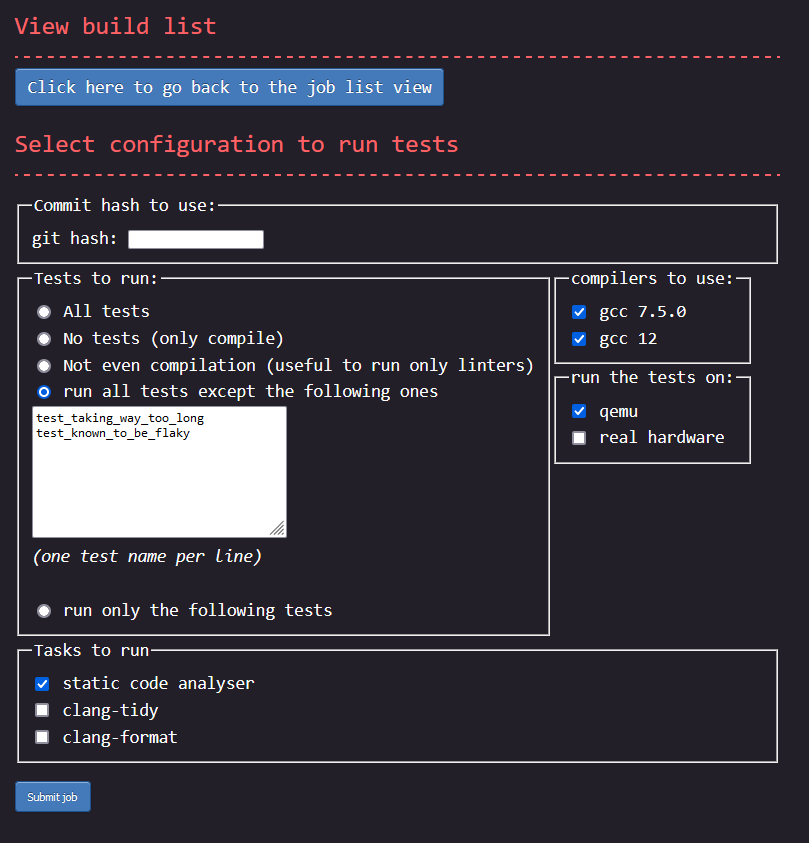 View build list
Click here to go back to the job list view
Select configuration to run tests
Commit hash to use:
git hash:
Tests to run:
All tests
No tests (only compile)
Not even compilation (useful to run only linters)
run all tests except the following ones
test_taking_way_too_long
test_known_to_be_flaky
(one test name per line)
run only the following tests
compilers to use:
gcc 7.5.0
gcc 12
run the tests on:
qemu
real hardware
Tasks to run
static code analyser
clang-tidy
clang-format
Submit job